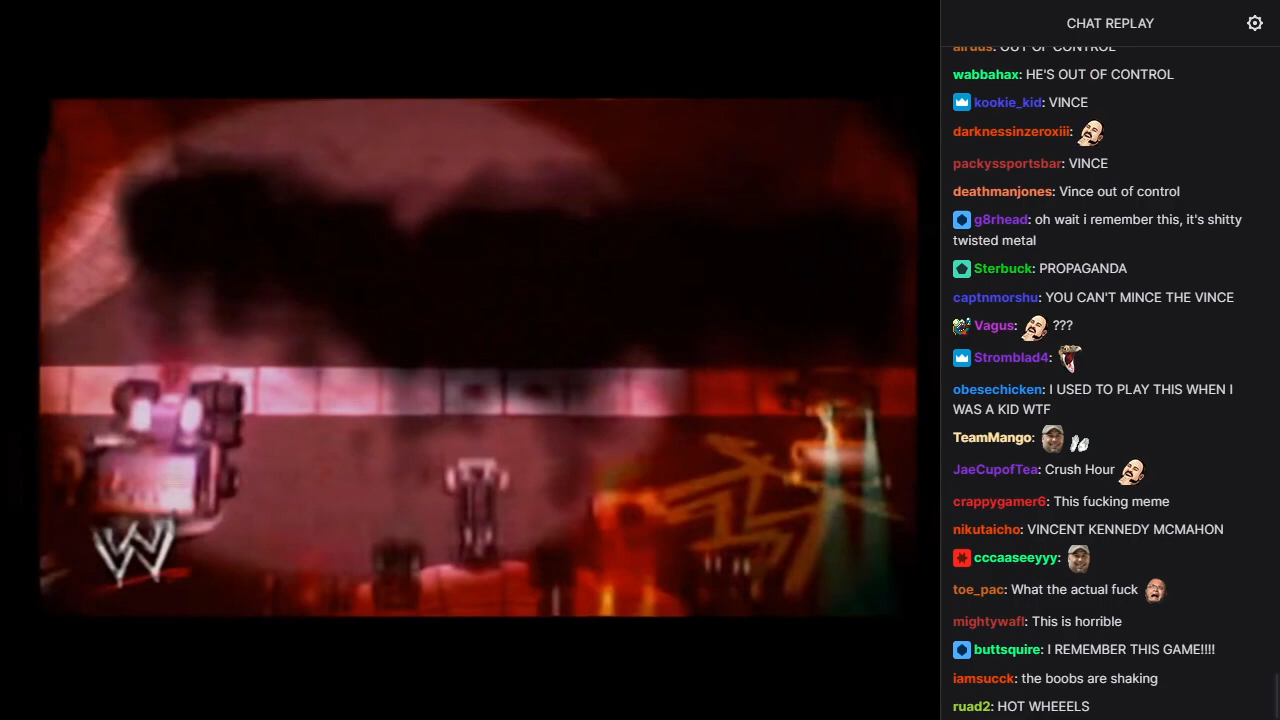 CHAT REPLAY
airuus: OUT OF CONTROL
wabbahax: HE'S OUT OF CONTROL
kookie_kid: VINCE
darknessinzeroxiii:
packyssportsbar: VINCE
deathmanjones: Vince out of control
g8rhead: oh wait i remember this, it's shitty
twisted metal
Sterbuck: PROPAGANDA
captnmorshu: YOU CAN'T MINCE THE VINCE
Vagus: ???
Stromblad4:
obesechicken: I USED TO PLAY THIS WHEN I
WAS A KID WTF
TeamMango:
JaeCupofTea: Crush Hour
crappygamer6: This fucking meme
nikutaicho: VINCENT KENNEDY MCMAHON
cccaaseeyyy:
toe_pac: What the actual fuck
mightywafl: This is horrible
buttsquire: I REMEMBER THIS GAME!!!!
iamsucck: the boobs are shaking
ruad2: HOT WHEEELS
W